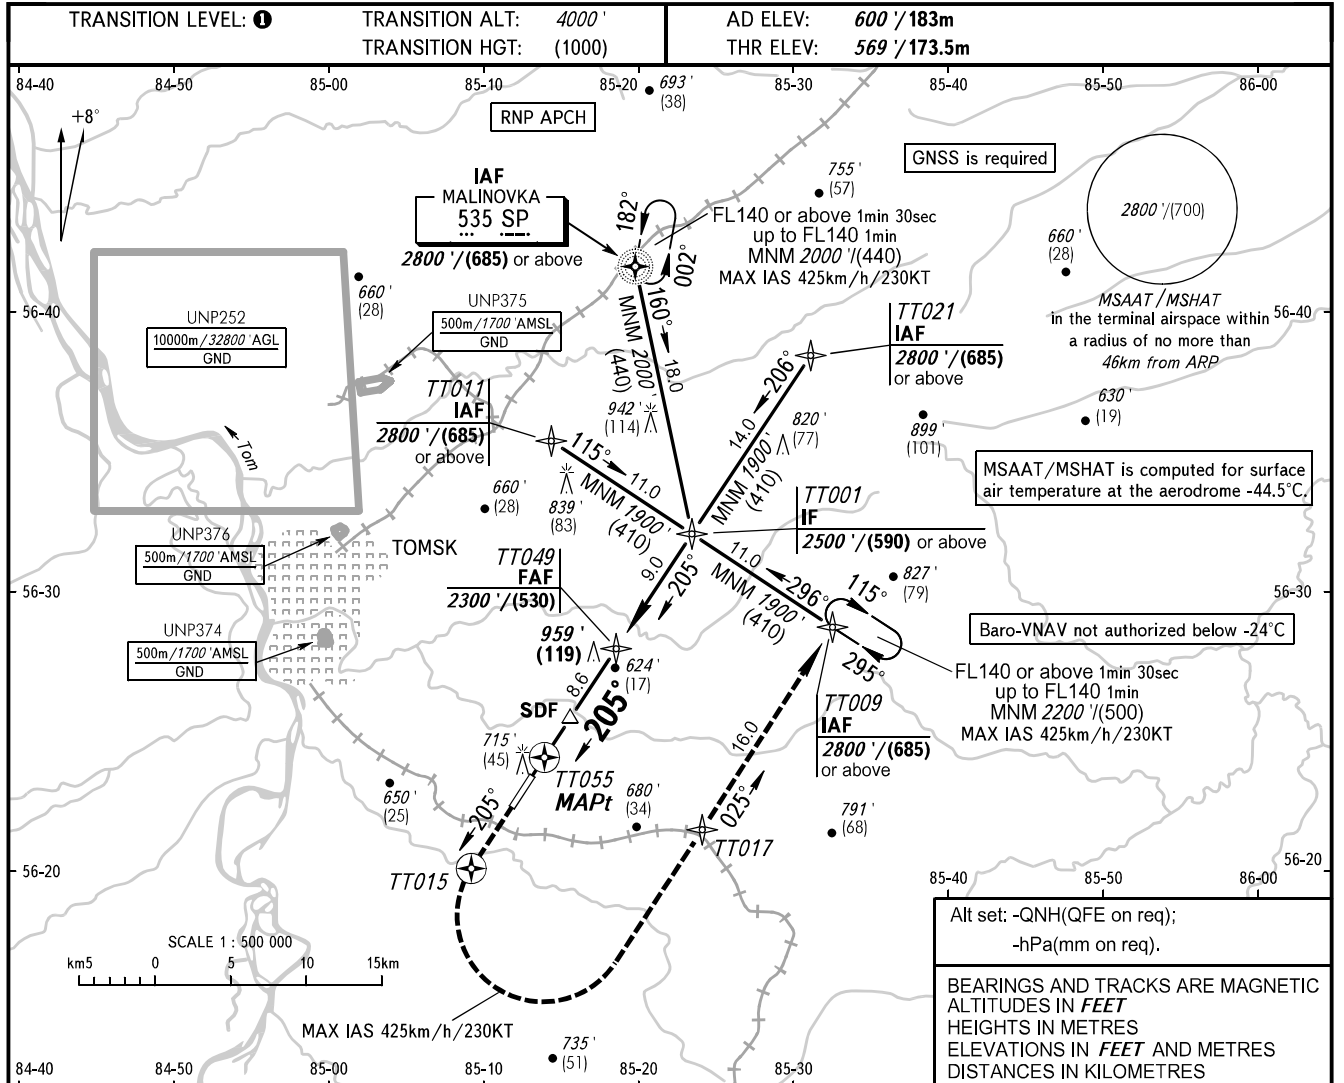 TRANSITION LEVEL: ❶
TRANSITION ALT: 4000 '
TRANSITION HGT: (1000)
AD ELEV: 600 '/183m
THR ELEV: 569 '/173.5m
84-40
84-50
85-00
85-10
85-20
85-30
85-40
85-50
86-00
+8°
RNP APCH
693 '
(38)
GNSS is required
755 '
(57)
2800 '/(700)
660 '
(28)
MSAAT/MSHAT
in the terminal airspace within
a radius of no more than
46km from ARP
IAF
MALINOVKA
535 SP
2800 '/(685) or above
182°
002°
FL140 or above 1min 30sec
up to FL140 1min
MNM 2000 '/(440)
MAX IAS 425km/h/230KT
160°
MNM 2000 '
(440)
18.0
660 '
(28)
56-40
56-40
UNP252
10000m/32800 'AGL
GND
UNP375
500m/1700 'AMSL
GND
TT021
IAF
2800 '/(685)
or above
206°
14.0
MNM 1900 '
(410)
820 '
(77)
942 '
(114)
899 '
(101)
630 '
(19)
TT011
IAF
2800 '/(685)
or above
115°
11.0
MNM 1900 '
(410)
839 '
(83)
660 '
(28)
Tom
MSAAT/MSHAT is computed for surface
air temperature at the aerodrome -44.5°C.
TT001
IF
2500 '/(590) or above
UNP376
500m/1700 'AMSL
GND
TOMSK
TT049
FAF
2300 '/(530)
9.0
205°
11.0
296°
MNM 1900 '
(410)
827 '
(79)
115°
295°
56-30
56-30
UNP374
500m/1700 'AMSL
GND
959 '
(119)
624 '
(17)
Baro-VNAV not authorized below -24°C
FL140 or above 1min 30sec
up to FL140 1min
MNM 2200 '/(500)
MAX IAS 425km/h/230KT
8.6
205°
SDF
TT009
IAF
2800 '/(685)
or above
715 '
(45)
TT055
MAPt
16.0
025°
650 '
(25)
680 '
(34)
791 '
(68)
205°
TT017
TT015
56-20
56-20
85-40
85-50
86-00
SCALE 1 : 500 000
km5 0 5 10 15km
MAX IAS 425km/h/230KT
735 '
(51)
Alt set: -QNH(QFE on req);
-hPa(mm on req).
BEARINGS AND TRACKS ARE MAGNETIC
ALTITUDES IN FEET
HEIGHTS IN METRES
ELEVATIONS IN FEET AND METRES
DISTANCES IN KILOMETRES
84-40
84-50
85-00
85-10
85-20
85-30